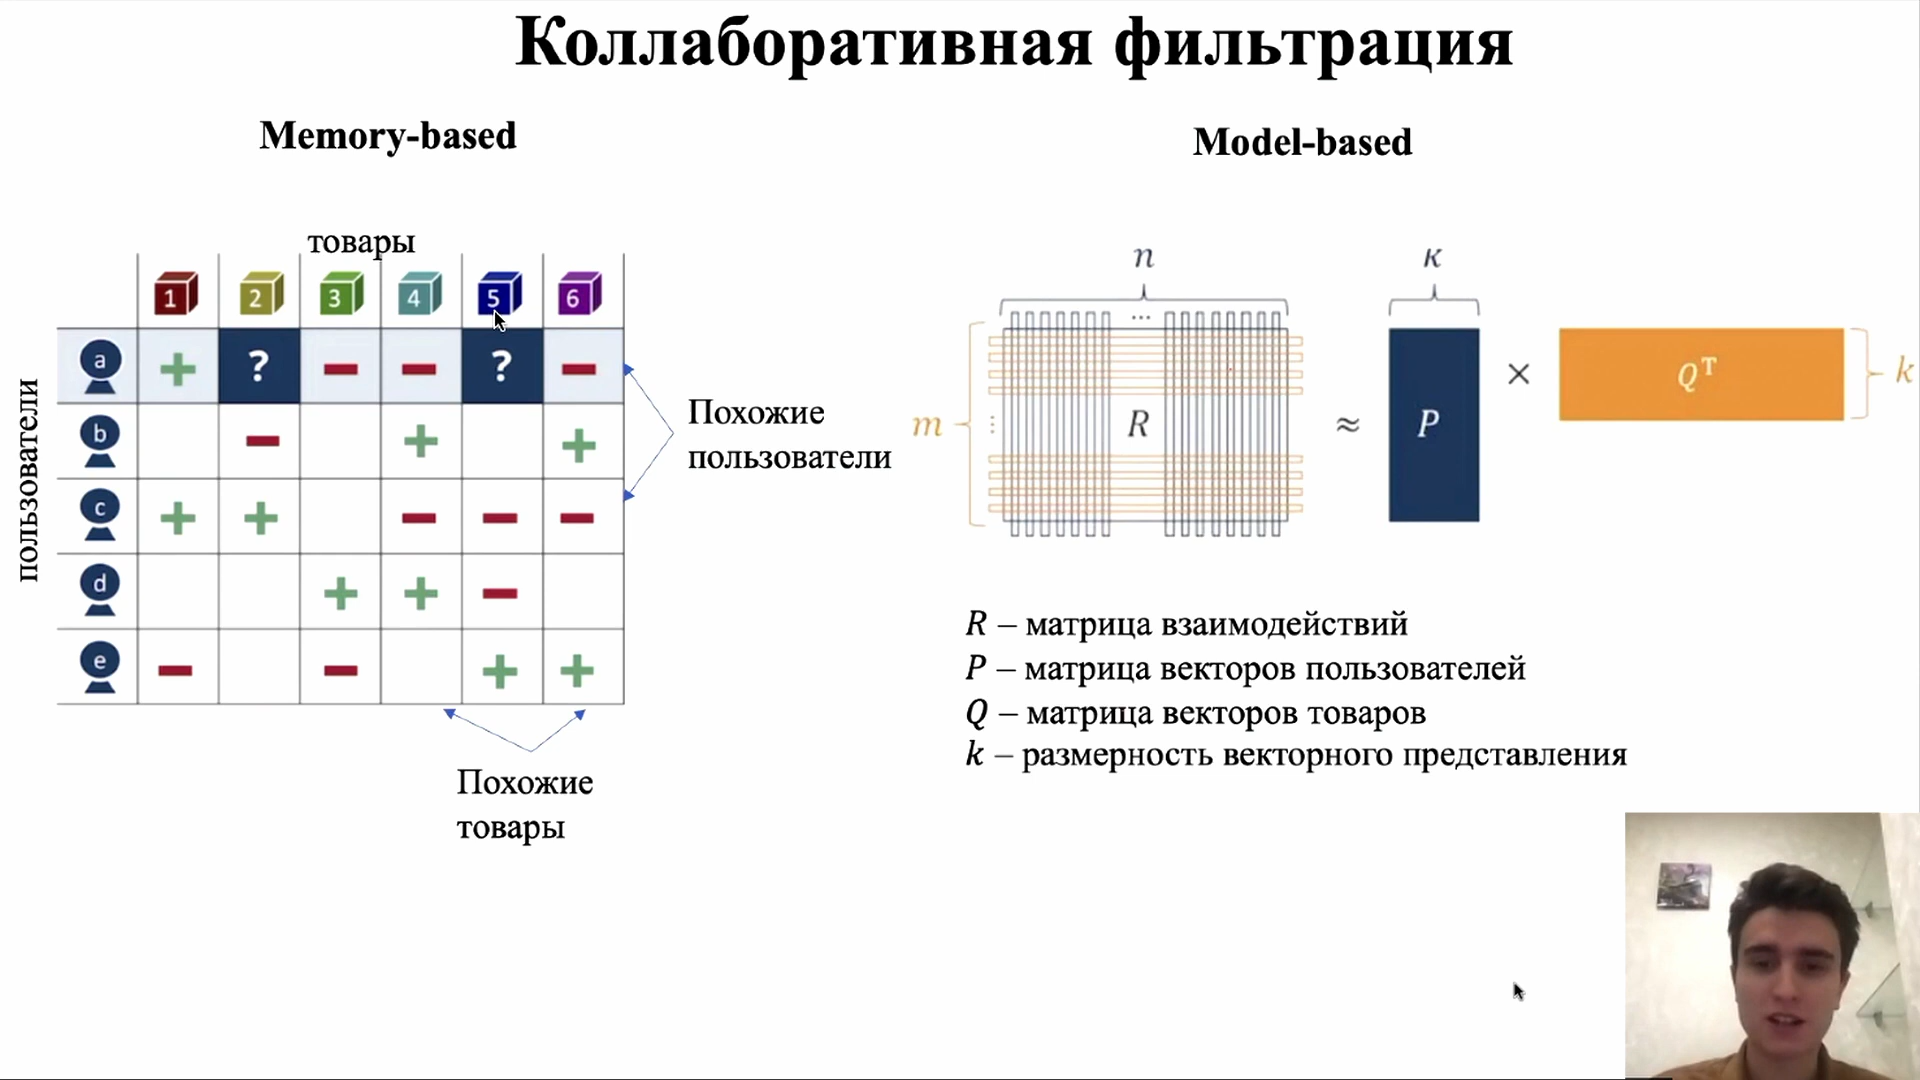 Коллаборативная фильтрация
Memory-based
товары
1 2 3 4 5 6
пользователи
a + ? − − ? −
b − + +
c + + − − −
d + + −
e − − + +
Похожие
пользователи
Похожие
товары
Model-based
n
к
...
m
⋮
R
≈
P
×
Qᵀ
k
R – матрица взаимодействий
P – матрица векторов пользователей
Q – матрица векторов товаров
k – размерность векторного представления